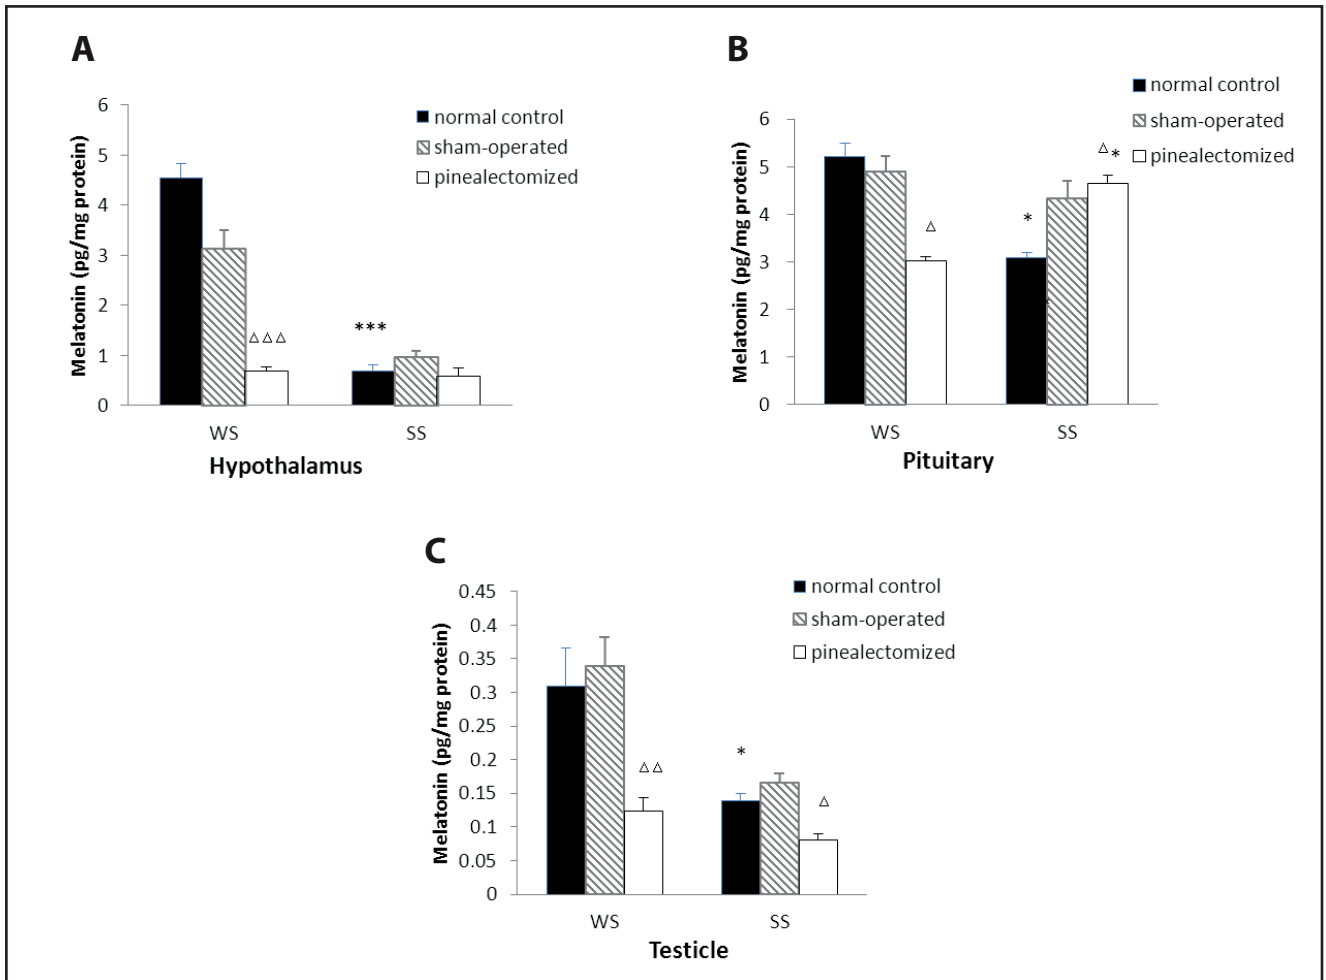 A
6
5
4
3
2
1
0
Melatonin (pg/mg protein)
normal control
sham-operated
pinealectomized
△△△
***
WS
SS
Hypothalamus
B
6
5
4
3
2
1
0
Melatonin (pg/mg protein)
normal control
sham-operated
pinealectomized
△
*
△*
WS
SS
Pituitary
C
0.45
0.4
0.35
0.3
0.25
0.2
0.15
0.1
0.05
0
Melatonin (pg/mg protein)
normal control
sham-operated
pinealectomized
△△
*
△
WS
SS
Testicle